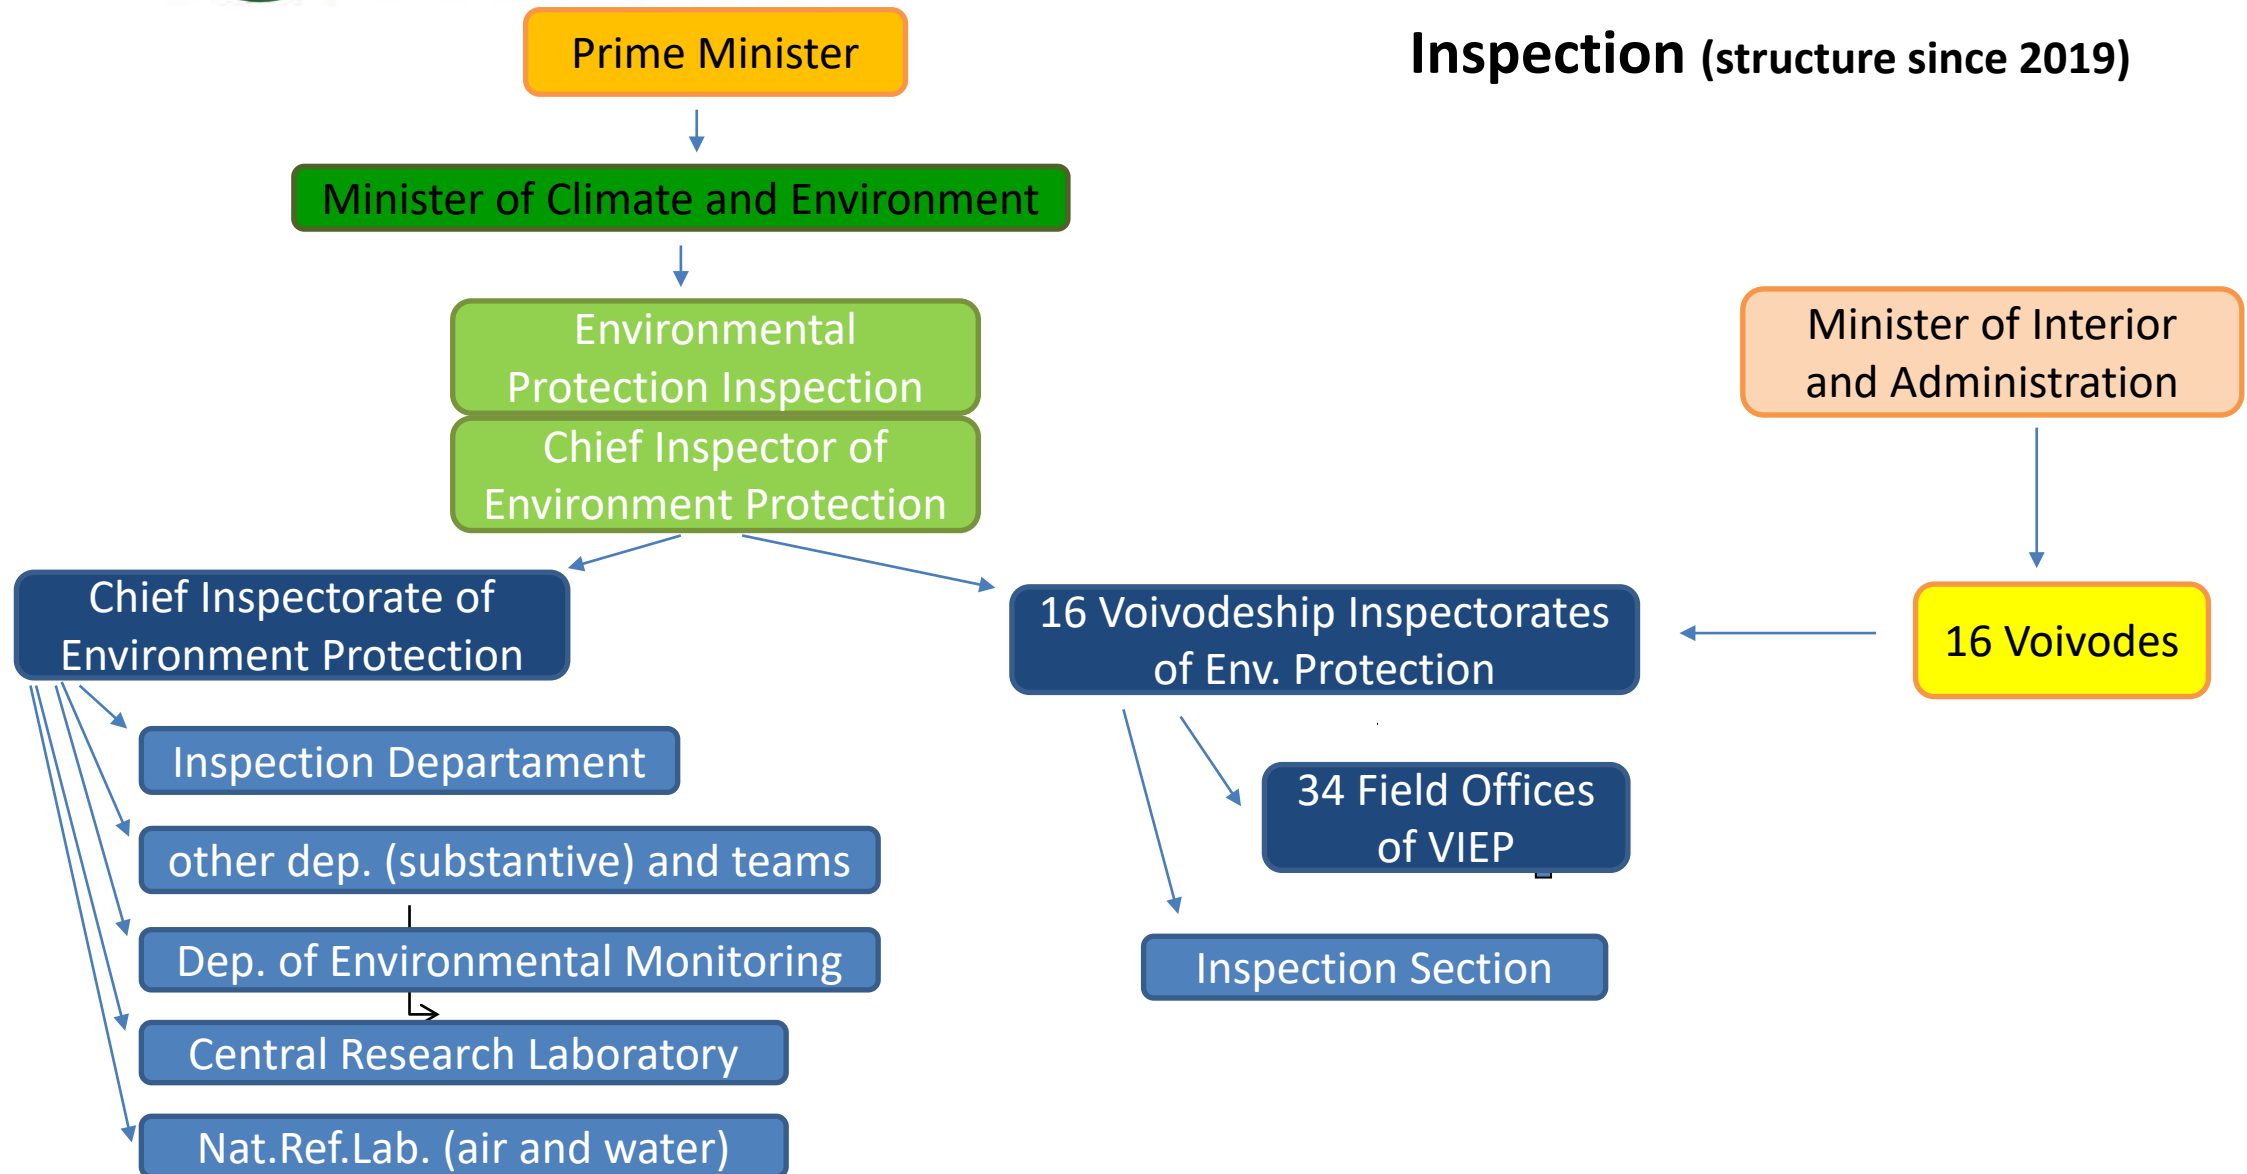 Prime Minister
Inspection (structure since 2019)
Minister of Climate and Environment
Environmental
Protection Inspection
Minister of Interior
and Administration
Chief Inspector of
Environment Protection
Chief Inspectorate of
Environment Protection
16 Voivodeship Inspectorates
of Env. Protection
16 Voivodes
Inspection Departament
34 Field Offices
of VIEP
other dep. (substantive) and teams
Dep. of Environmental Monitoring
Inspection Section
Central Research Laboratory
Nat.Ref.Lab. (air and water)